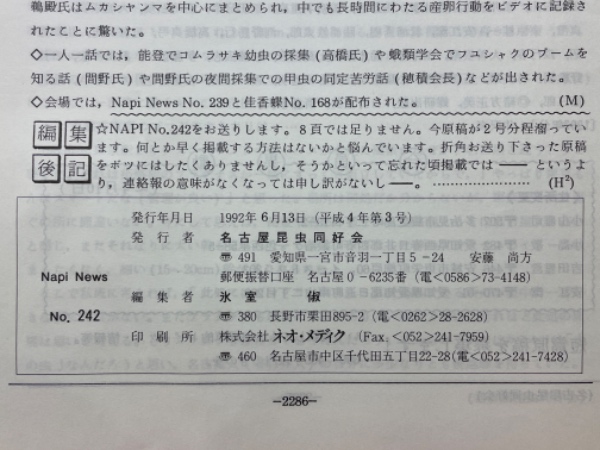 鵜殿氏はムカシヤンマを中心にまとめられ，中でも長時間にわたる産卵行動をビデオに記録さ
れたことに驚いた。
◇一人一話では，能登でコムラサキ幼虫の採集 (高橋氏) や蛾類学会でフユシャクのブームを
知る話 (間野氏) や間野氏の夜間採集での甲虫の同定苦労話 (穂積会長) などが出された。
◇会場では，Napi News No. 239と佳香蝶No. 168が配布された。 (M)
編集後記
☆NAPI No.242をお送りします。8頁では足りません。今原稿が2号分程溜ってい
ます。何とか早く掲載する方法はないかと悩んでいます。折角お送り下さった原稿
をボツにはしたくありませんし，そうかといって忘れた頃掲載では —— というよ
り，連絡報の意味がなくなっては申し訳がないし—。 …………………… (H²)
発行年月日 1992年6月13日 (平成4年第3号)
発行者 名古屋昆虫同好会
〠 491 愛知県一宮市音羽一丁目5－24 安藤 尚方
Napi News 郵便振替口座 名古屋0－6235番 (電<0586>73-4148)
編集者 氷室 俶
No. 242 〠 380 長野市栗田895-2 (電<0262>28-2628)
印刷所 株式会社 ネオ・メディク (Fax. <052>241-7959)
〠 460 名古屋市中区千代田五丁目22-28 (電<052>241-7428)
-2286-